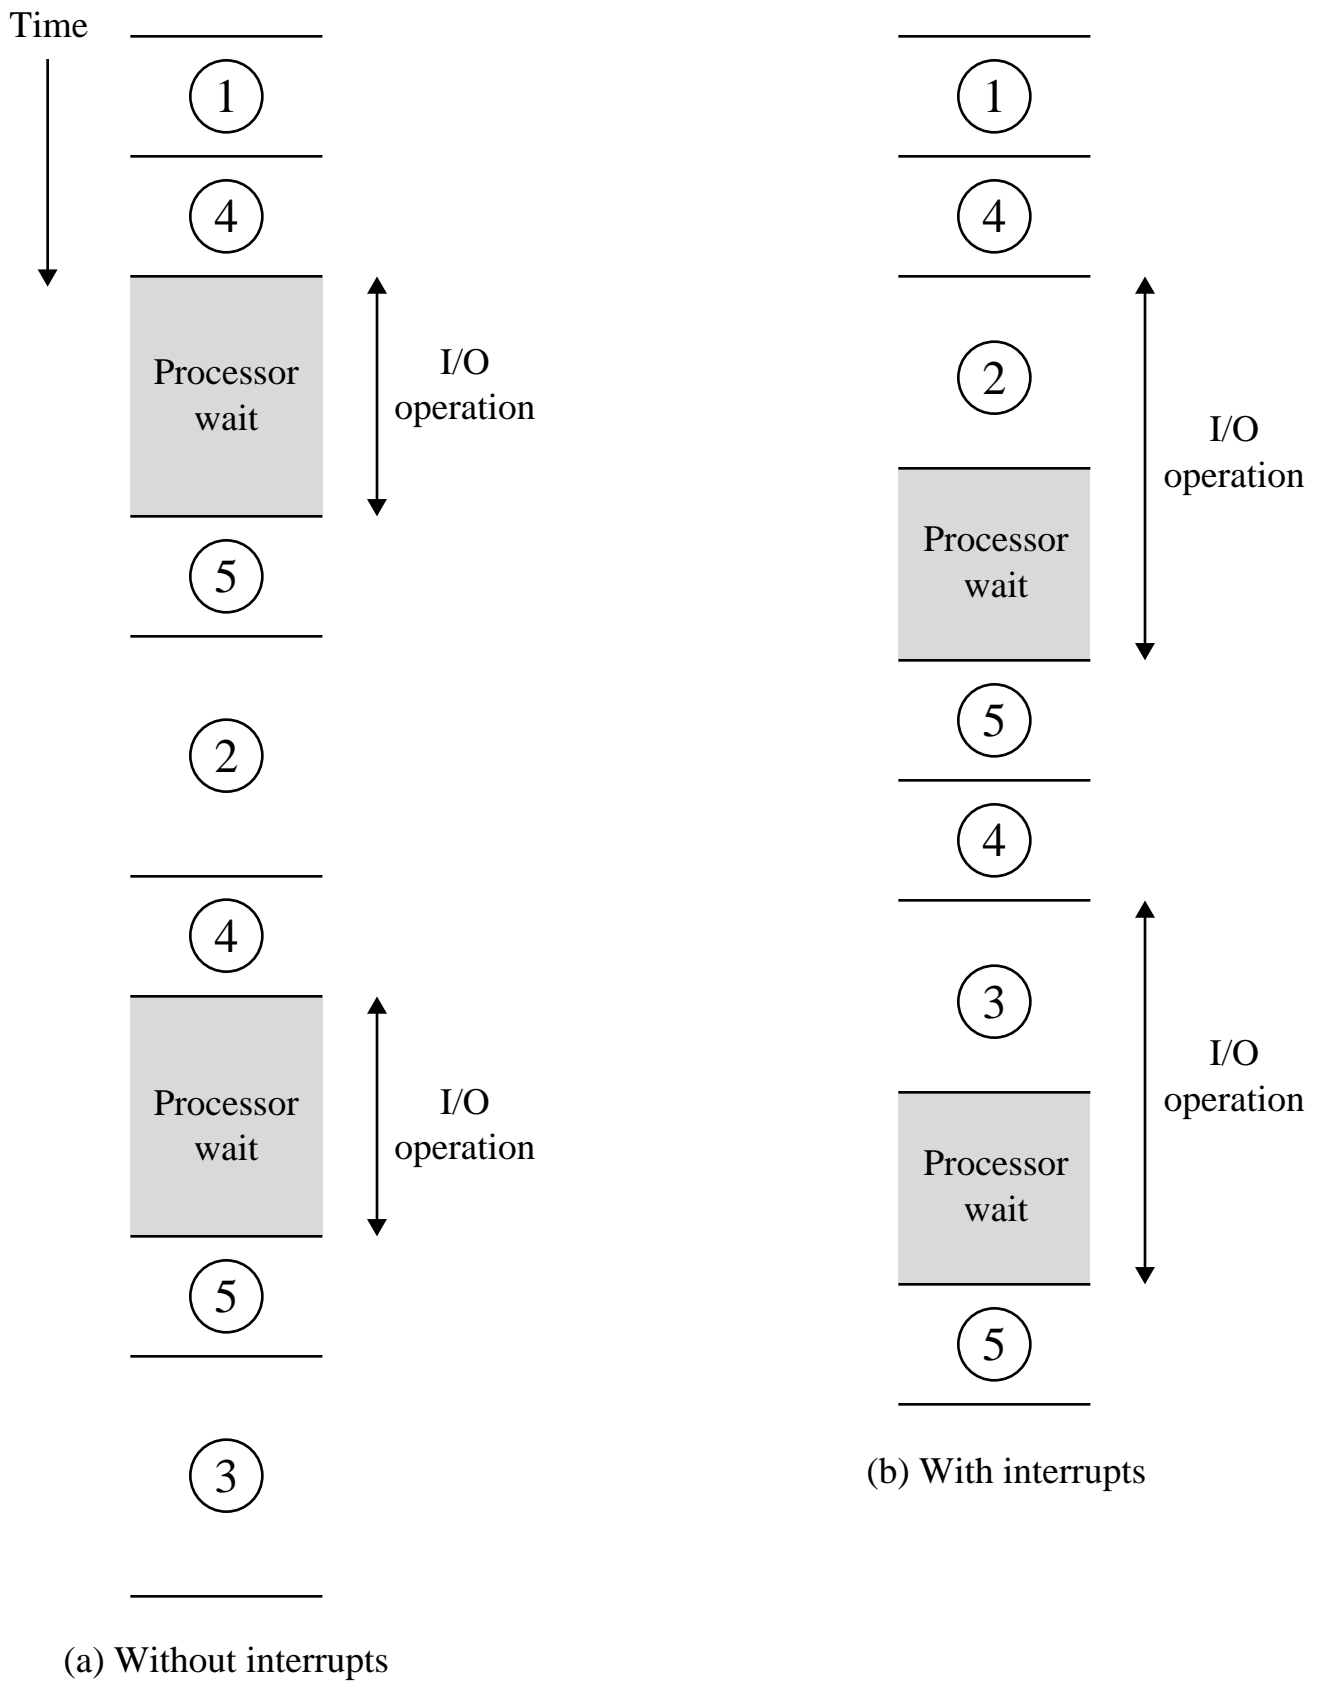 Time
1
4
Processor
wait
I/O
operation
5
2
4
Processor
wait
I/O
operation
5
3
(a) Without interrupts
1
4
2
I/O
operation
Processor
wait
5
4
3
I/O
operation
Processor
wait
5
(b) With interrupts